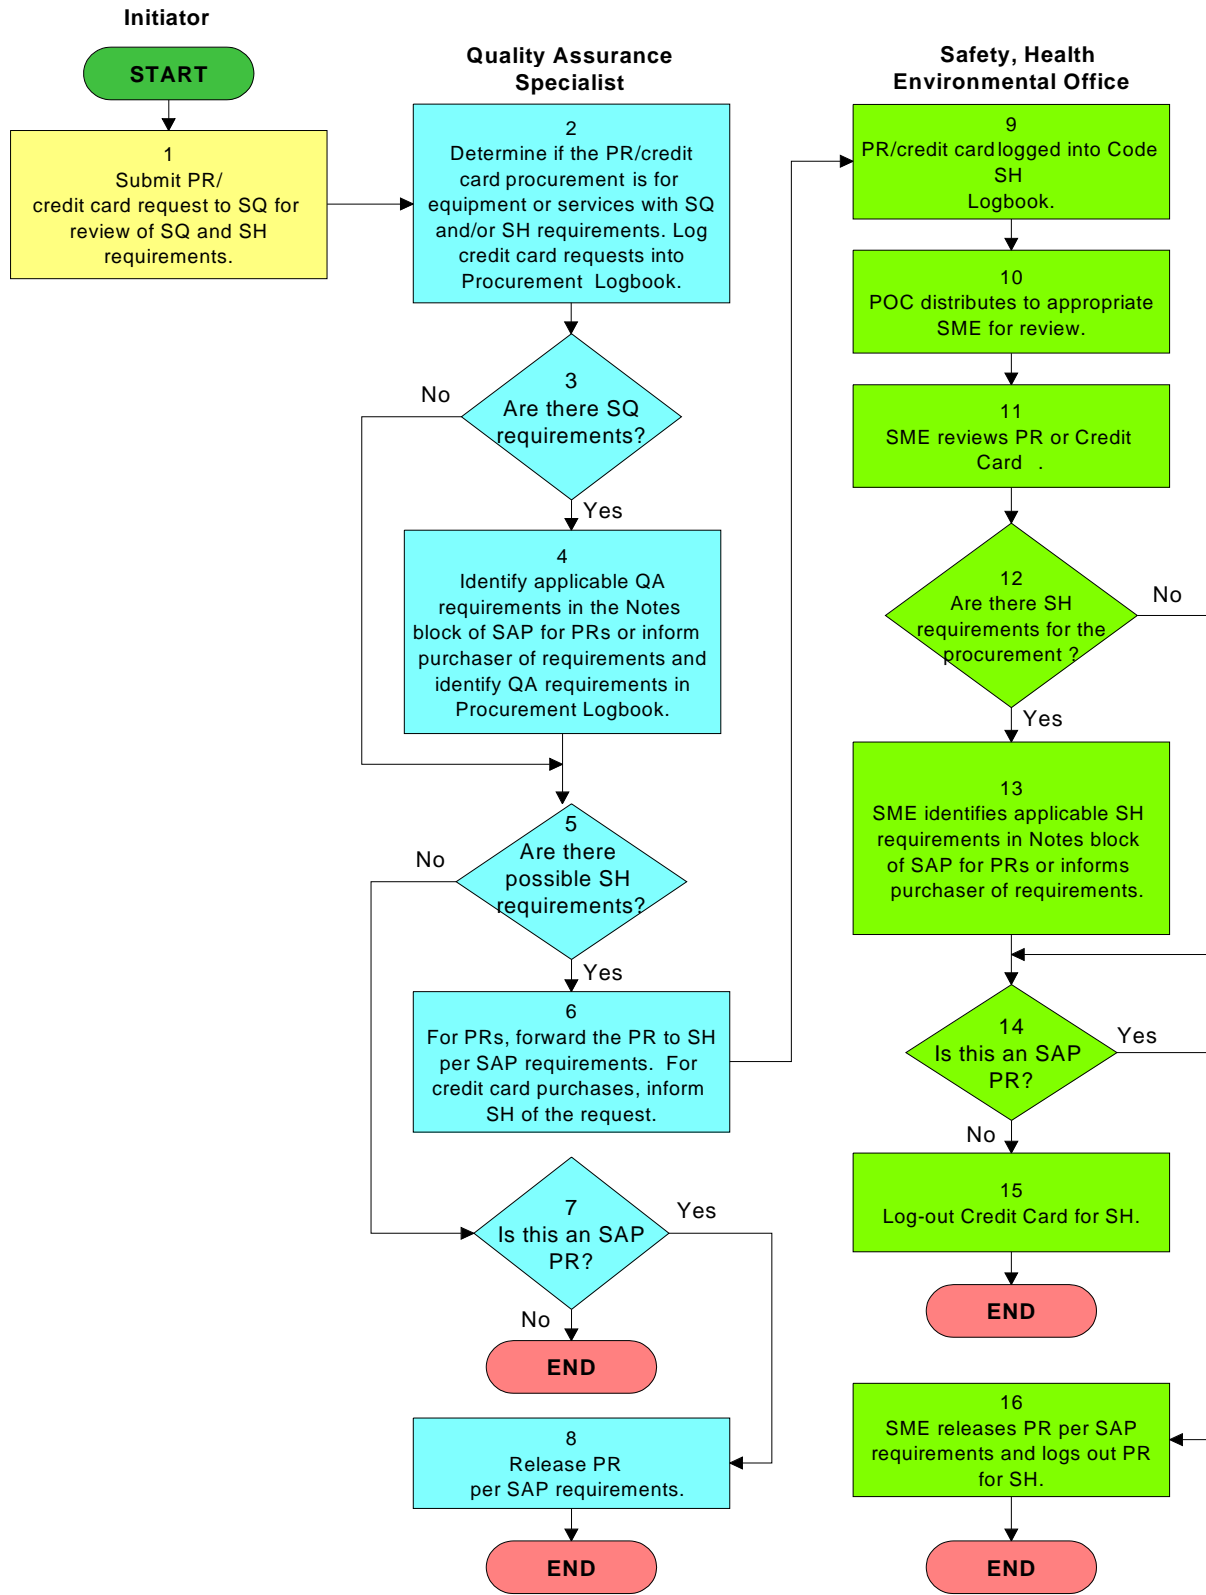 Initiator
START
1
Submit PR/
credit card request to SQ for
review of SQ and SH
requirements.
Quality Assurance
Specialist
2
Determine if the PR/credit
card procurement is for
equipment or services with SQ
and/or SH requirements. Log
credit card requests into
Procurement Logbook.
3
Are there SQ
requirements?
No
Yes
4
Identify applicable QA
requirements in the Notes
block of SAP for PRs or inform
purchaser of requirements and
identify QA requirements in
Procurement Logbook.
5
Are there
possible SH
requirements?
No
Yes
6
For PRs, forward the PR to SH
per SAP requirements. For
credit card purchases, inform
SH of the request.
7
Is this an SAP
PR?
Yes
No
END
8
Release PR
per SAP requirements.
END
Safety, Health
Environmental Office
9
PR/credit card logged into Code
SH
Logbook.
10
POC distributes to appropriate
SME for review.
11
SME reviews PR or Credit
Card .
12
Are there SH
requirements for the
procurement ?
No
Yes
13
SME identifies applicable SH
requirements in Notes block
of SAP for PRs or informs
purchaser of requirements.
14
Is this an SAP
PR?
Yes
No
15
Log-out Credit Card for SH.
END
16
SME releases PR per SAP
requirements and logs out PR
for SH.
END